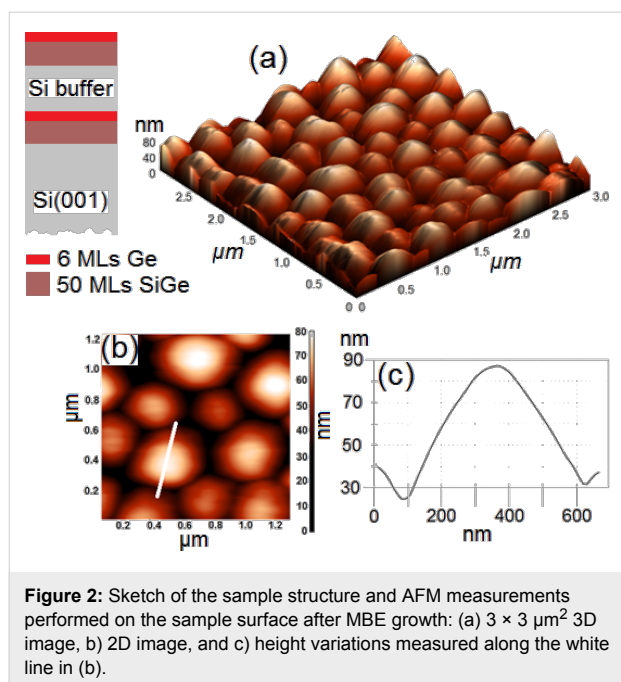 (a)
Si buffer
Si(001)
6 MLs Ge
50 MLs SiGe
nm
80
40
0
2.5
2.0
1.5
1.0
0.5
0
μm
0
0.5
1.0
1.5
2.0
2.5
3.0
μm
(b)
1.2
1.0
0.8
0.6
0.4
0.2
μm
0.2 0.4 0.6 0.8 1.0 1.2
μm
80
70
60
50
40
30
20
10
0
nm
(c)
nm
90
70
50
30
0 200 400 600
nm
Figure 2: Sketch of the sample structure and AFM measurements
performed on the sample surface after MBE growth: (a) 3 × 3 μm² 3D
image, b) 2D image, and c) height variations measured along the white
line in (b).